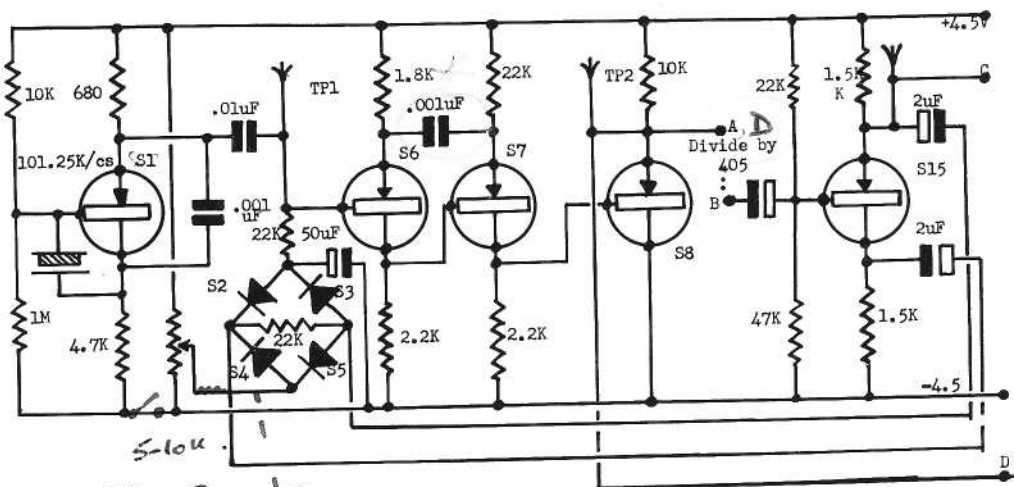 +4.5V
10K
680
.01uF
TP1
1.8K
.001uF
22K
TP2
10K
22K
1.5K
K
2uF
C
101.25K/cs
S1
.001
uF
S6
S7
A
D
Divide by
405
B
S15
22K
50uF
S8
2uF
S2
S3
1M
4.7K
22K
S4
S5
2.2K
2.2K
47K
1.5K
-4.5
5-10K.
D